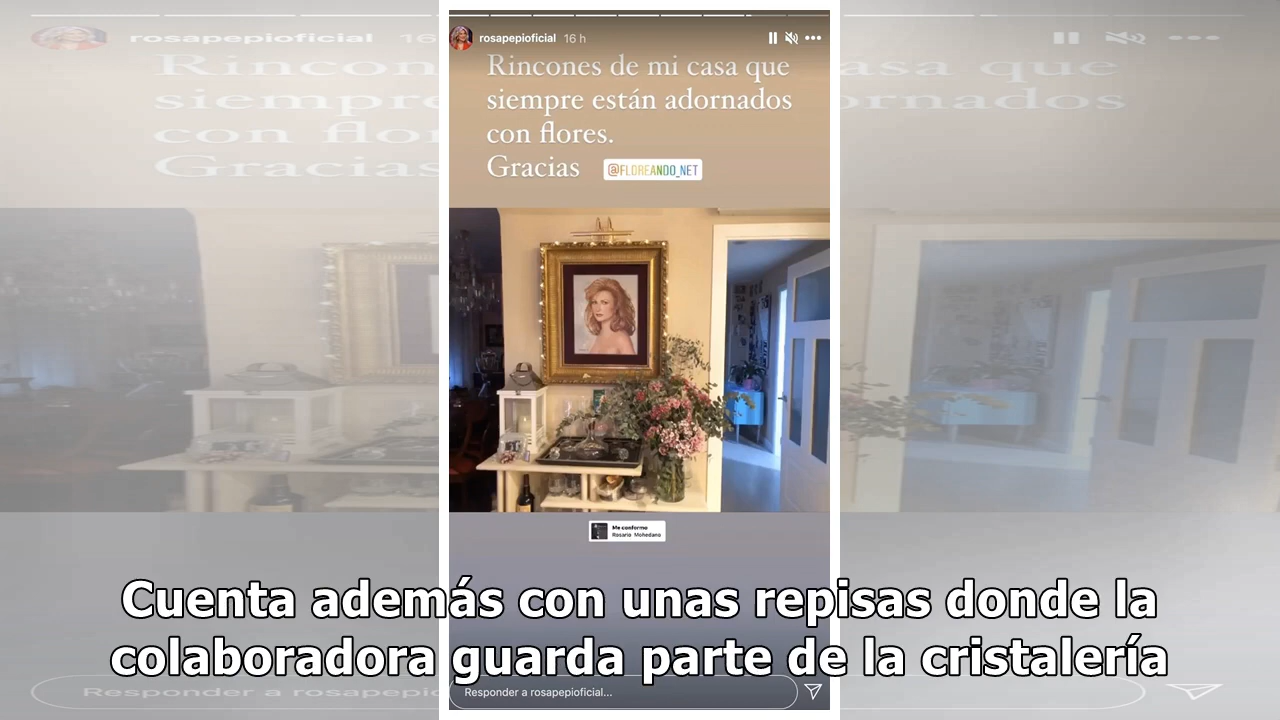 rosapepioficial 16 h
Rincones de mi casa que
siempre están adornados
con flores.
Gracias @FLOREANDO_NET
Me conformo
Rosario Mohedano
Cuenta además con unas repisas donde la
colaboradora guarda parte de la cristalería
Responder a rosapepioficial...